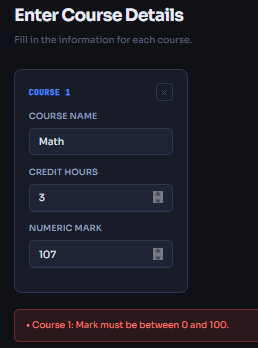 Enter Course Details
Fill in the information for each course.
COURSE 1
COURSE NAME
Math
CREDIT HOURS
3
NUMERIC MARK
107
• Course 1: Mark must be between 0 and 100.